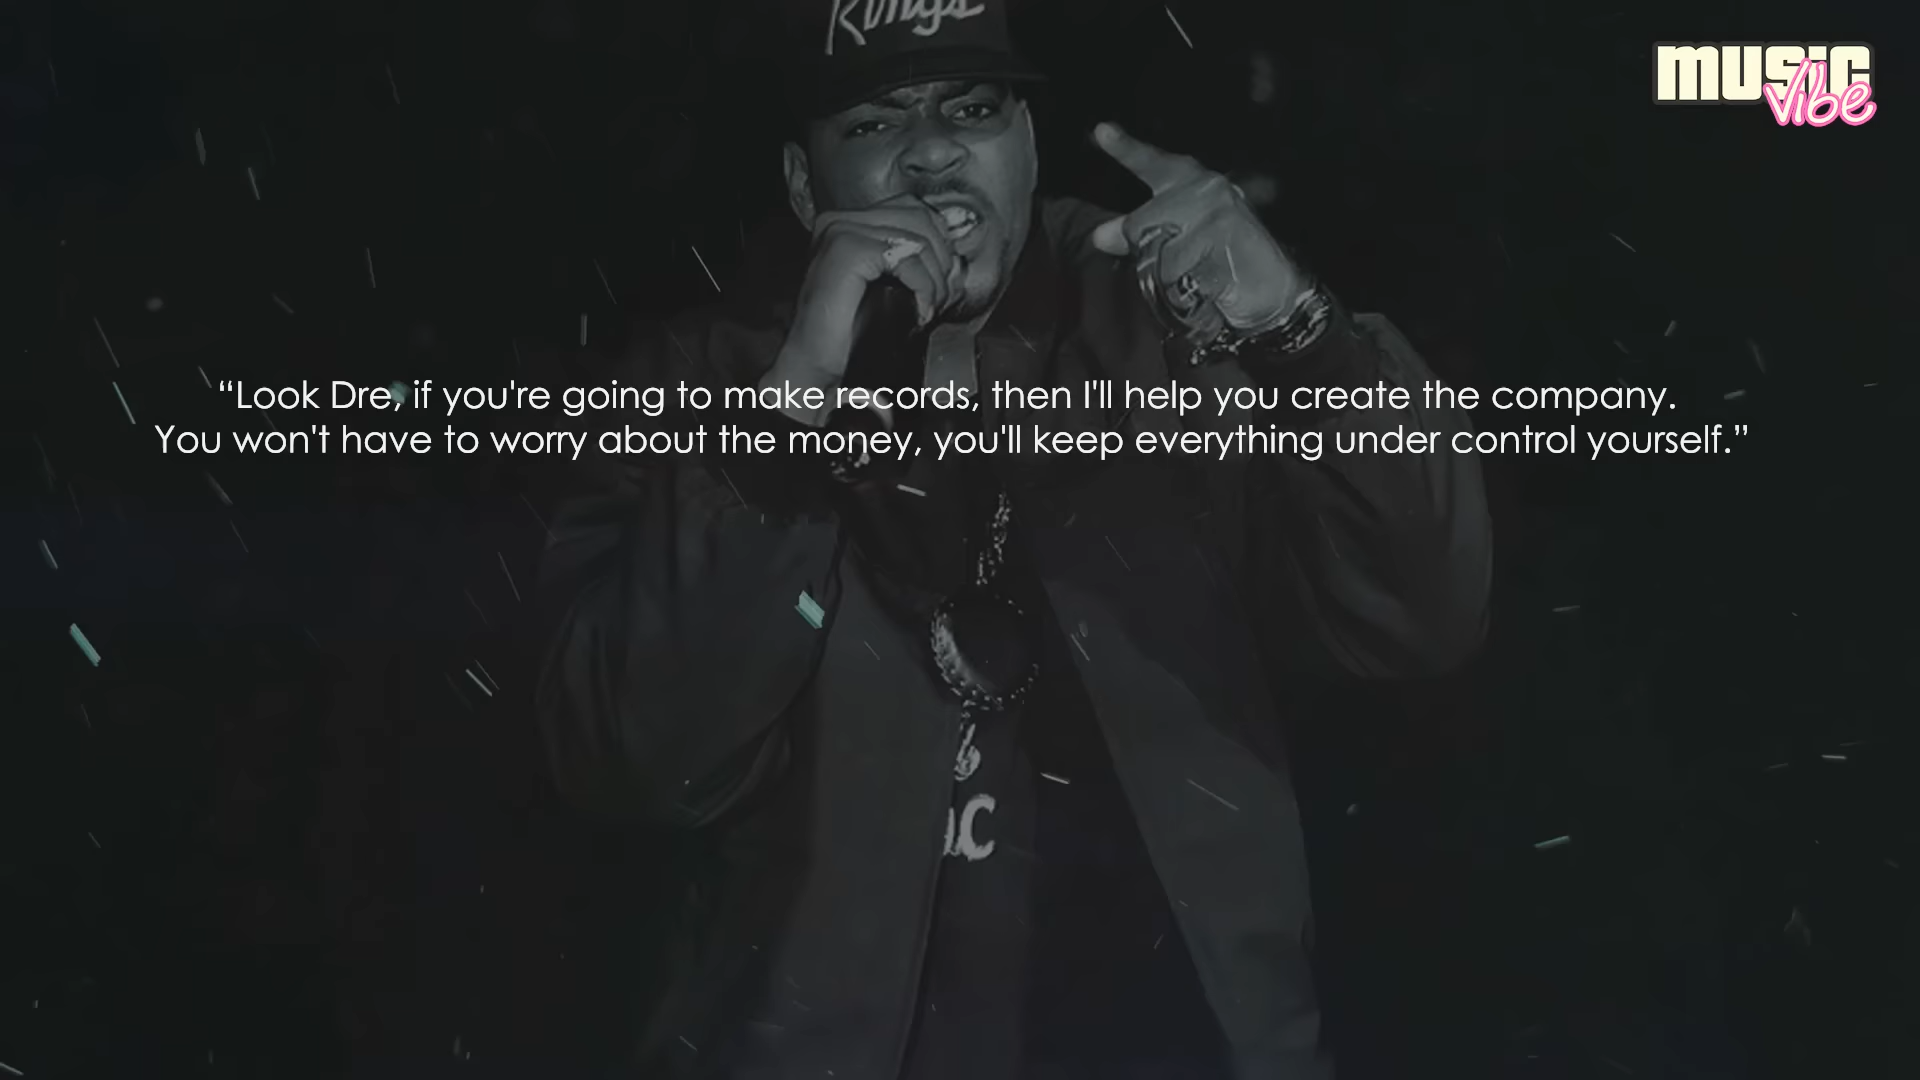 Kings
MUSIC
Vibe
“Look Dre, if you're going to make records, then I'll help you create the company.
You won't have to worry about the money, you'll keep everything under control yourself.”